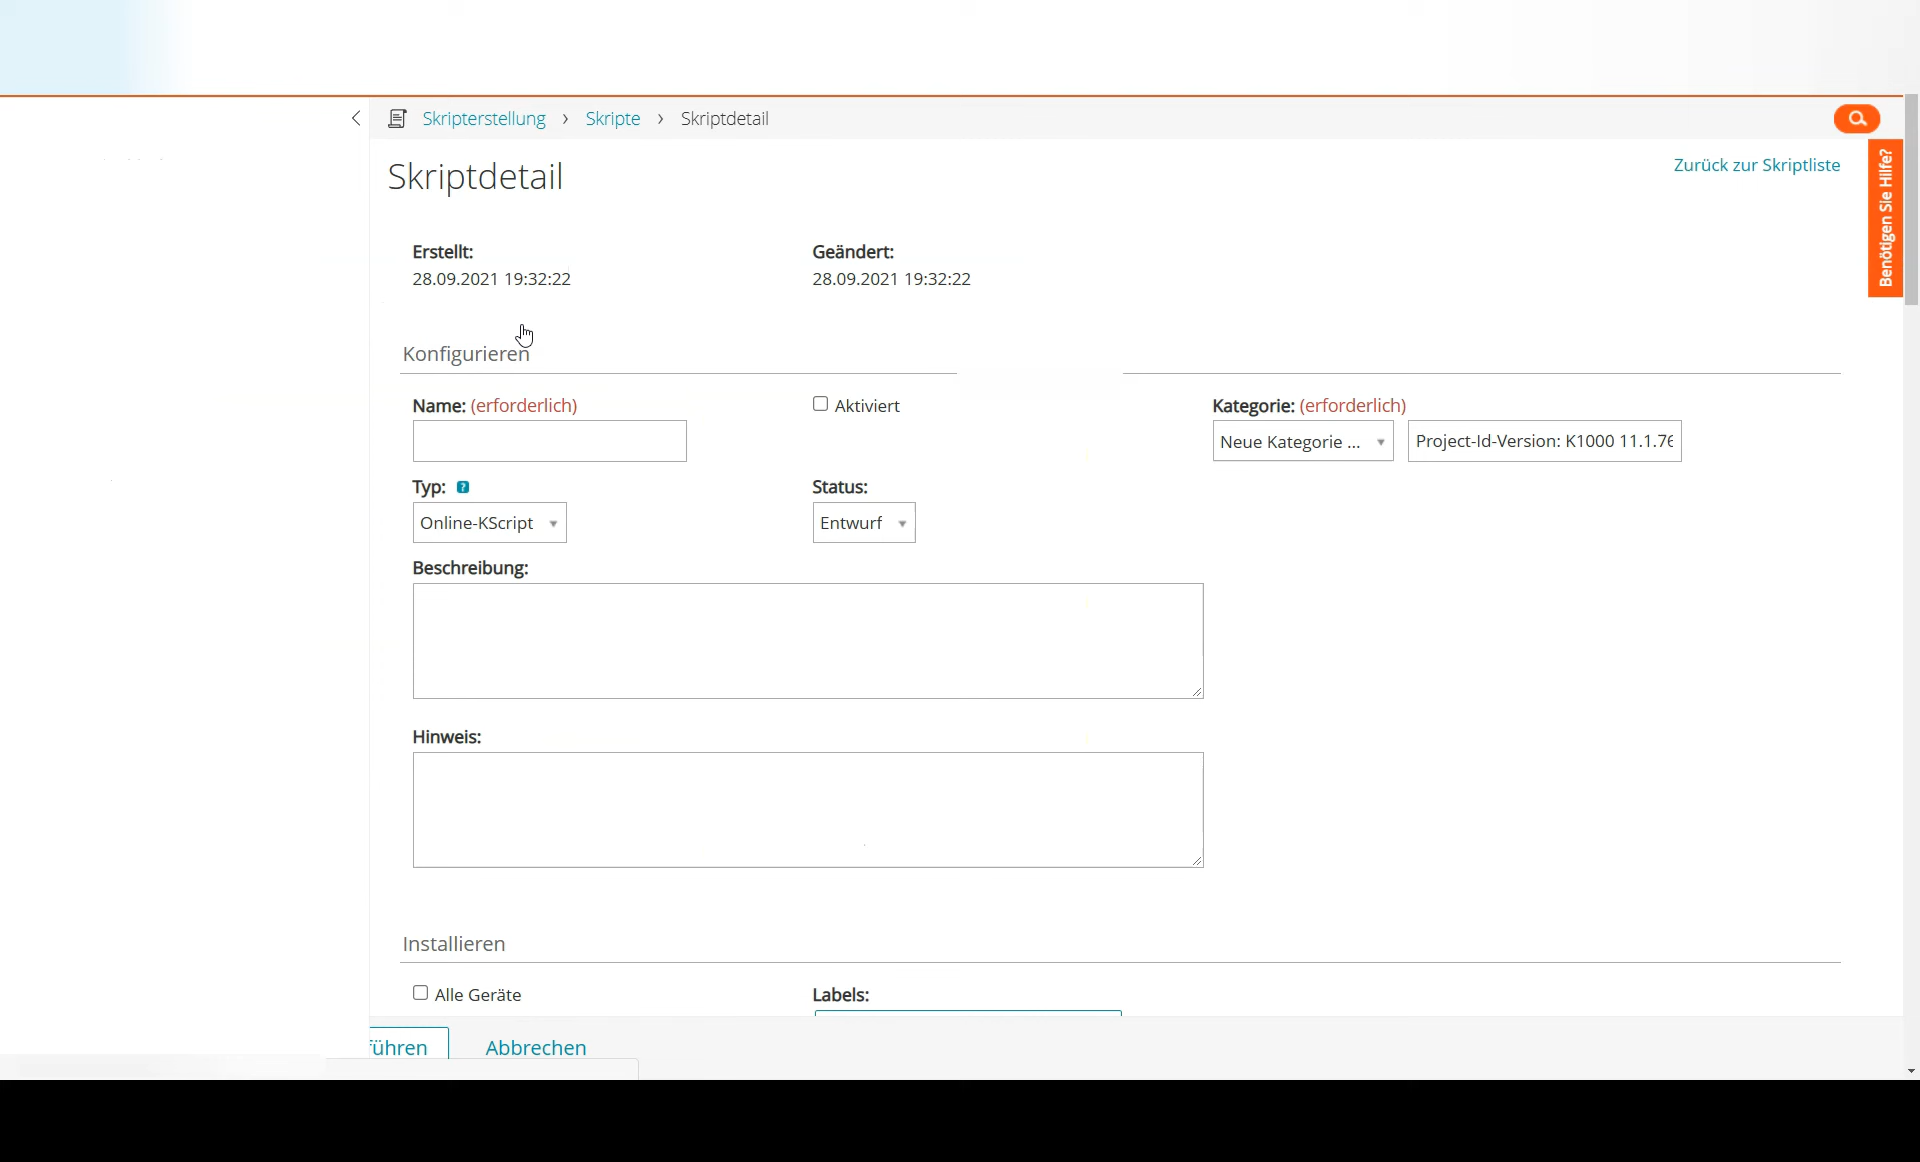 Skripterstellung > Skripte > Skriptdetail
Skriptdetail
Zurück zur Skriptliste
Benötigen Sie Hilfe?
Erstellt:
Geändert:
28.09.2021 19:32:22
28.09.2021 19:32:22
Konfigurieren
Name: (erforderlich)
Aktiviert
Kategorie: (erforderlich)
Neue Kategorie ...
Project-Id-Version: K1000 11.1.76
Typ: ?
Status:
Online-KScript
Entwurf
Beschreibung:
Hinweis:
Installieren
Alle Geräte
Labels:
führen
Abbrechen